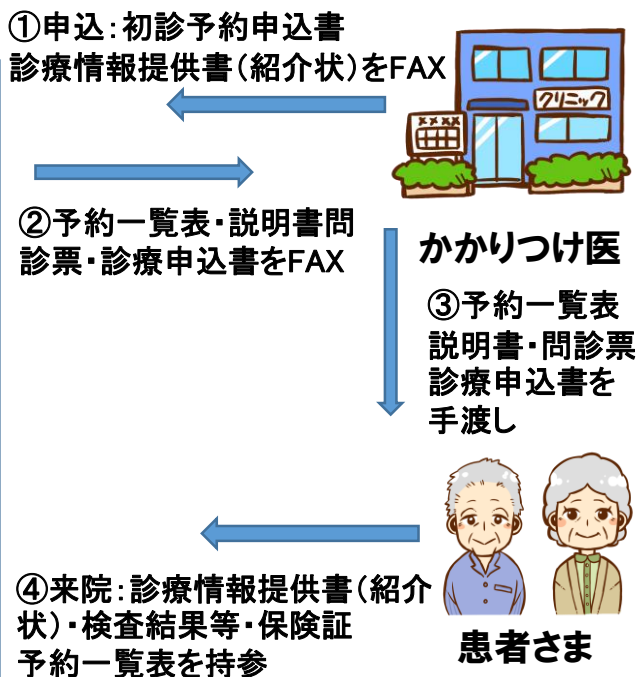 ①申込：初診予約申込書
診療情報提供書（紹介状）をFAX
クリニック
××××
②予約一覧表・説明書問
診票・診療申込書をFAX
かかりつけ医
③予約一覧表
説明書・問診票
診療申込書を
手渡し
④来院：診療情報提供書（紹介
状）・検査結果等・保険証
予約一覧表を持参
患者さま